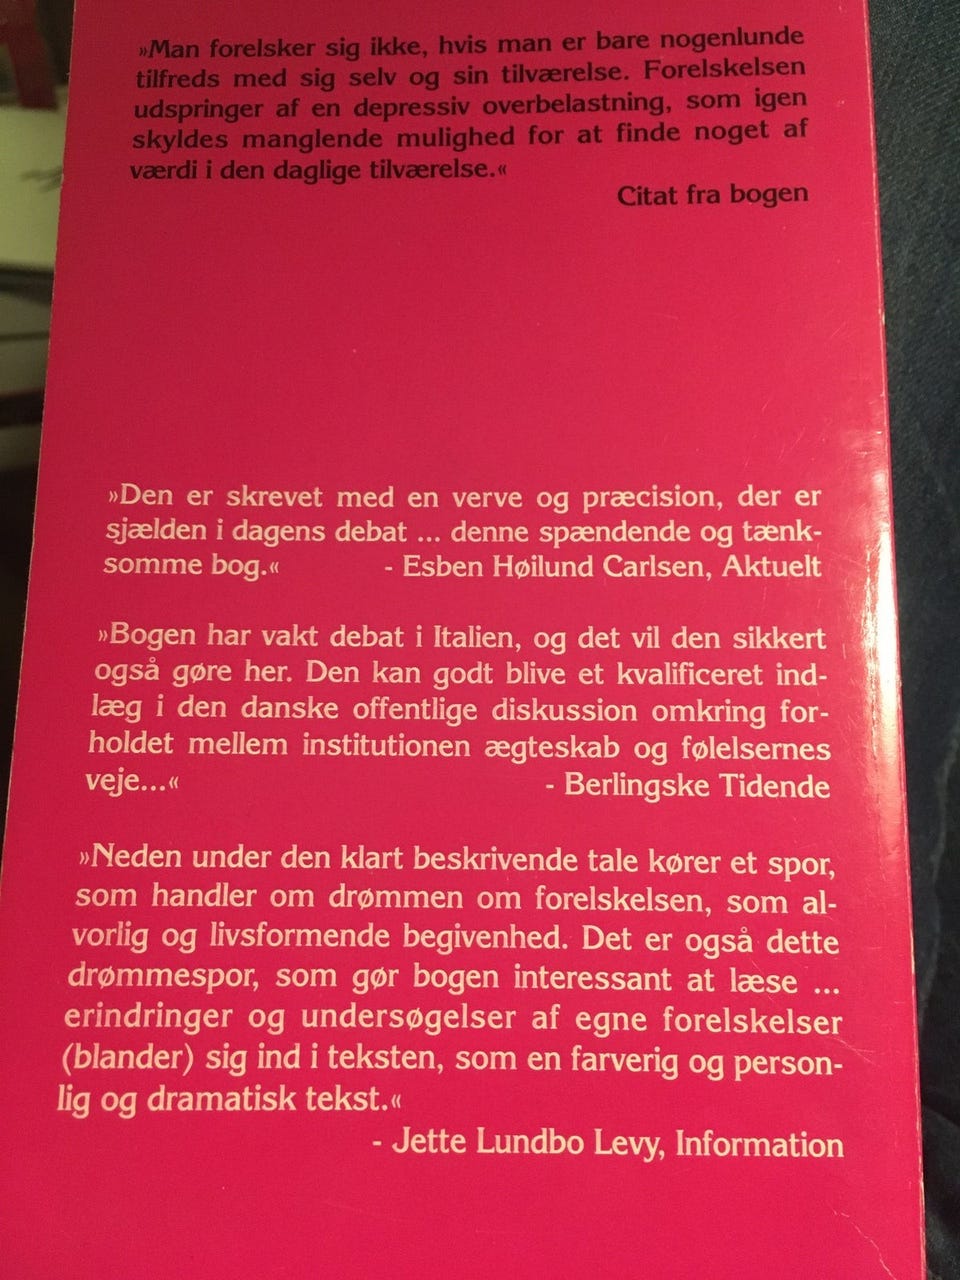 »Man forelsker sig ikke, hvis man er bare nogenlunde
tilfreds med sig selv og sin tilværelse. Forelskelsen
udspringer af en depressiv overbelastning, som igen
skyldes manglende mulighed for at finde noget af
værdi i den daglige tilværelse.«
Citat fra bogen
»Den er skrevet med en verve og præcision, der er
sjælden i dagens debat ... denne spændende og tænk-
somme bog.« - Esben Høilund Carlsen, Aktuelt
»Bogen har vakt debat i Italien, og det vil den sikkert
også gøre her. Den kan godt blive et kvalificeret ind-
læg i den danske offentlige diskussion omkring for-
holdet mellem institutionen ægteskab og følelsernes
veje...« - Berlingske Tidende
»Neden under den klart beskrivende tale kører et spor,
som handler om drømmen om forelskelsen, som al-
vorlig og livsformende begivenhed. Det er også dette
drømmespor, som gør bogen interessant at læse ...
erindringer og undersøgelser af egne forelskelser
(blander) sig ind i teksten, som en farverig og person-
lig og dramatisk tekst.«
- Jette Lundbo Levy, Information